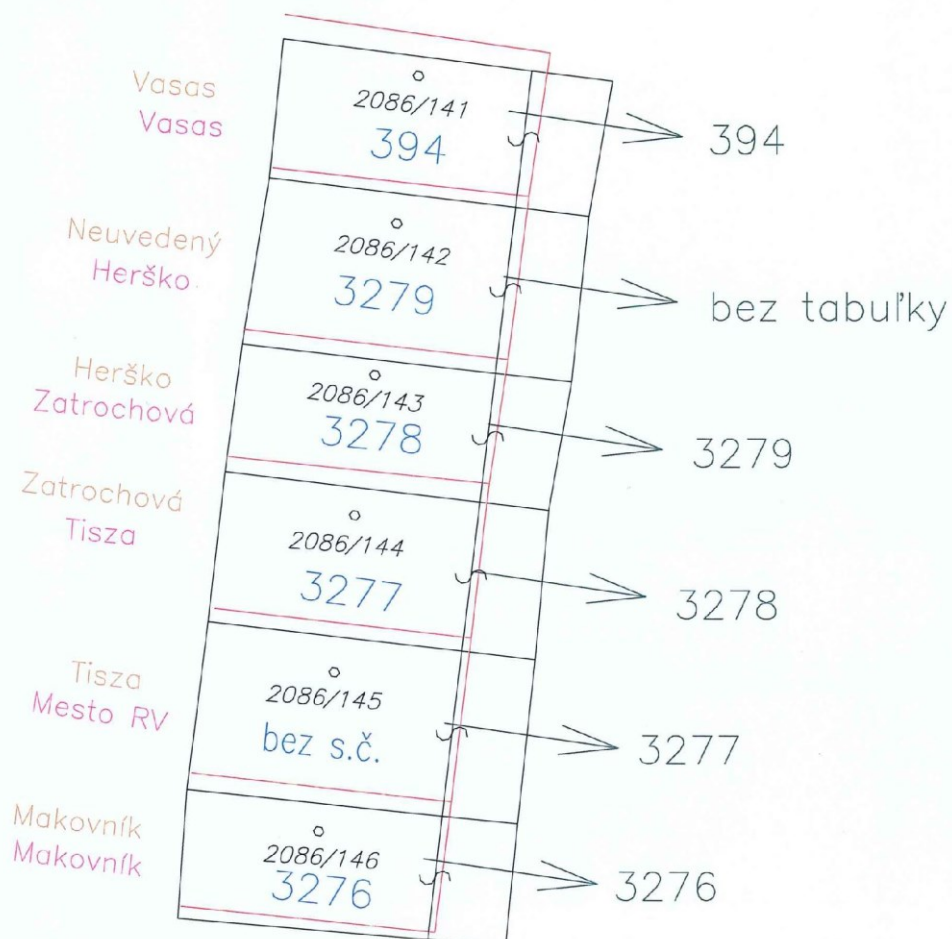 Vasas
Vasas
2086/141
394
394
Neuvedený
Herško
2086/142
3279
bez tabuľky
Herško
Zatrochová
2086/143
3278
3279
Zatrochová
Tisza
2086/144
3277
3278
Tisza
Mesto RV
2086/145
bez s.č.
3277
Makovník
Makovník
2086/146
3276
3276